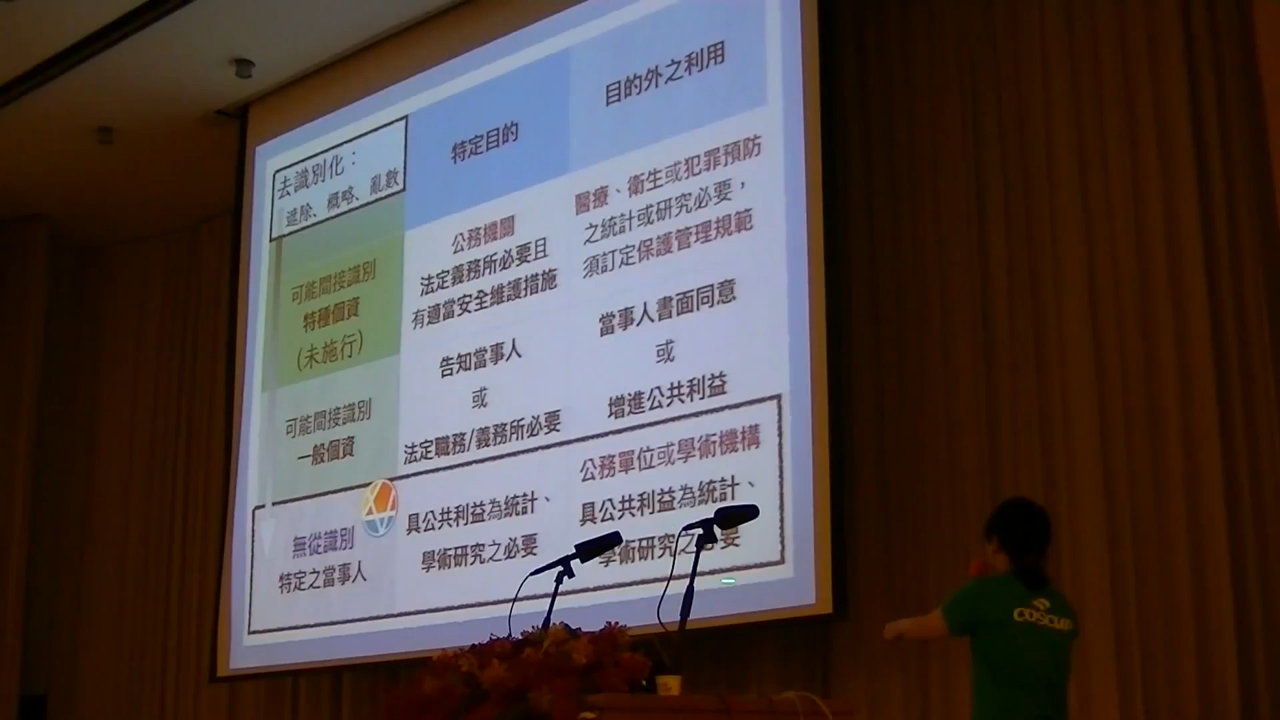 去識別化：
遮除、概略、亂數
特定目的
目的外之利用
可能間接識別
特種個資
(未施行)
公務機關
法定義務所必要且
有適當安全維護措施
醫療、衛生或犯罪預防
之統計或研究必要，
須訂定保護管理規範
可能間接識別
一般個資
告知當事人
或
法定職務/義務所必要
當事人書面同意
或
增進公共利益
無從識別
特定之當事人
具公共利益為統計、
學術研究之必要
公務單位或學術機構
具公共利益為統計、
學術研究之必要
COSCUP